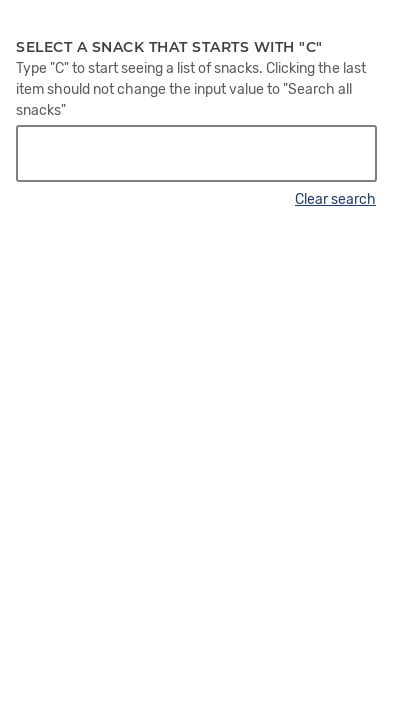 SELECT A SNACK THAT STARTS WITH "C"
Type "C" to start seeing a list of snacks. Clicking the last
item should not change the input value to "Search all
snacks"
Clear search